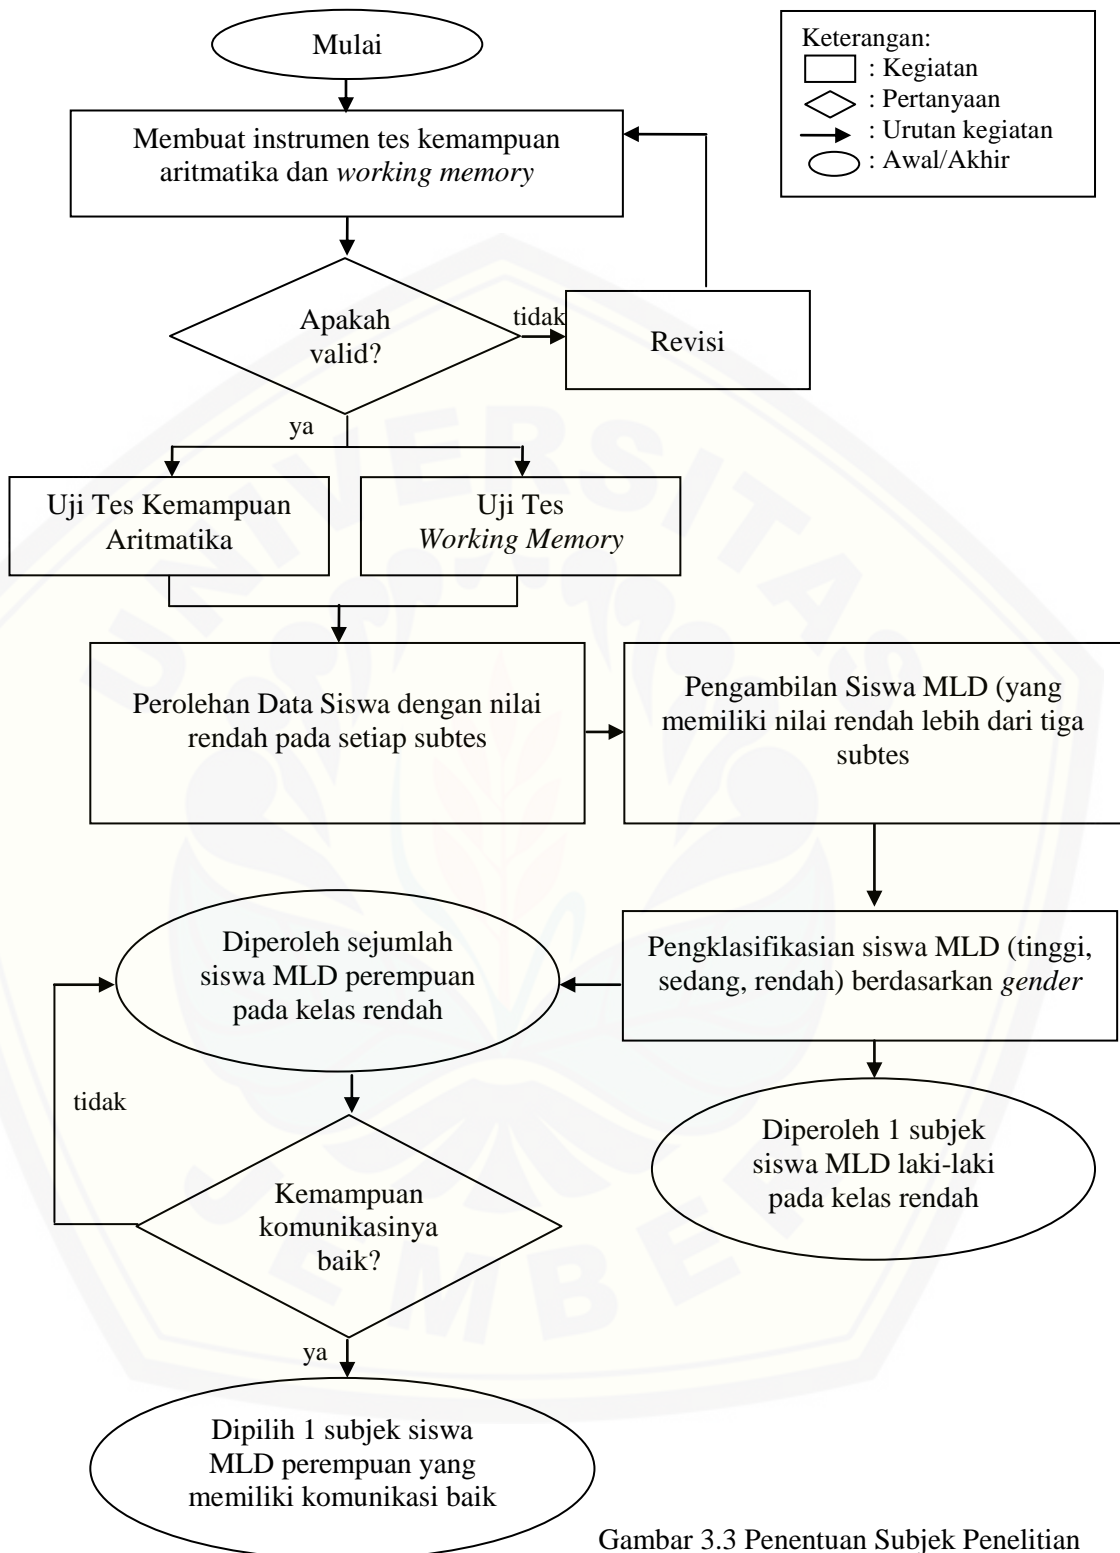 Mulai
Keterangan:
: Kegiatan
: Pertanyaan
: Urutan kegiatan
: Awal/Akhir
Membuat instrumen tes kemampuan
aritmatika dan working memory
Apakah
valid?
tidak
Revisi
ya
Uji Tes Kemampuan
Aritmatika
Uji Tes
Working Memory
Perolehan Data Siswa dengan nilai
rendah pada setiap subtes
Pengambilan Siswa MLD (yang
memiliki nilai rendah lebih dari tiga
subtes
Pengklasifikasian siswa MLD (tinggi,
sedang, rendah) berdasarkan gender
Diperoleh sejumlah
siswa MLD perempuan
pada kelas rendah
tidak
Diperoleh 1 subjek
siswa MLD laki-laki
pada kelas rendah
Kemampuan
komunikasinya
baik?
ya
Dipilih 1 subjek siswa
MLD perempuan yang
memiliki komunikasi baik
Gambar 3.3 Penentuan Subjek Penelitian
UNIVERSITAS
JEMBER